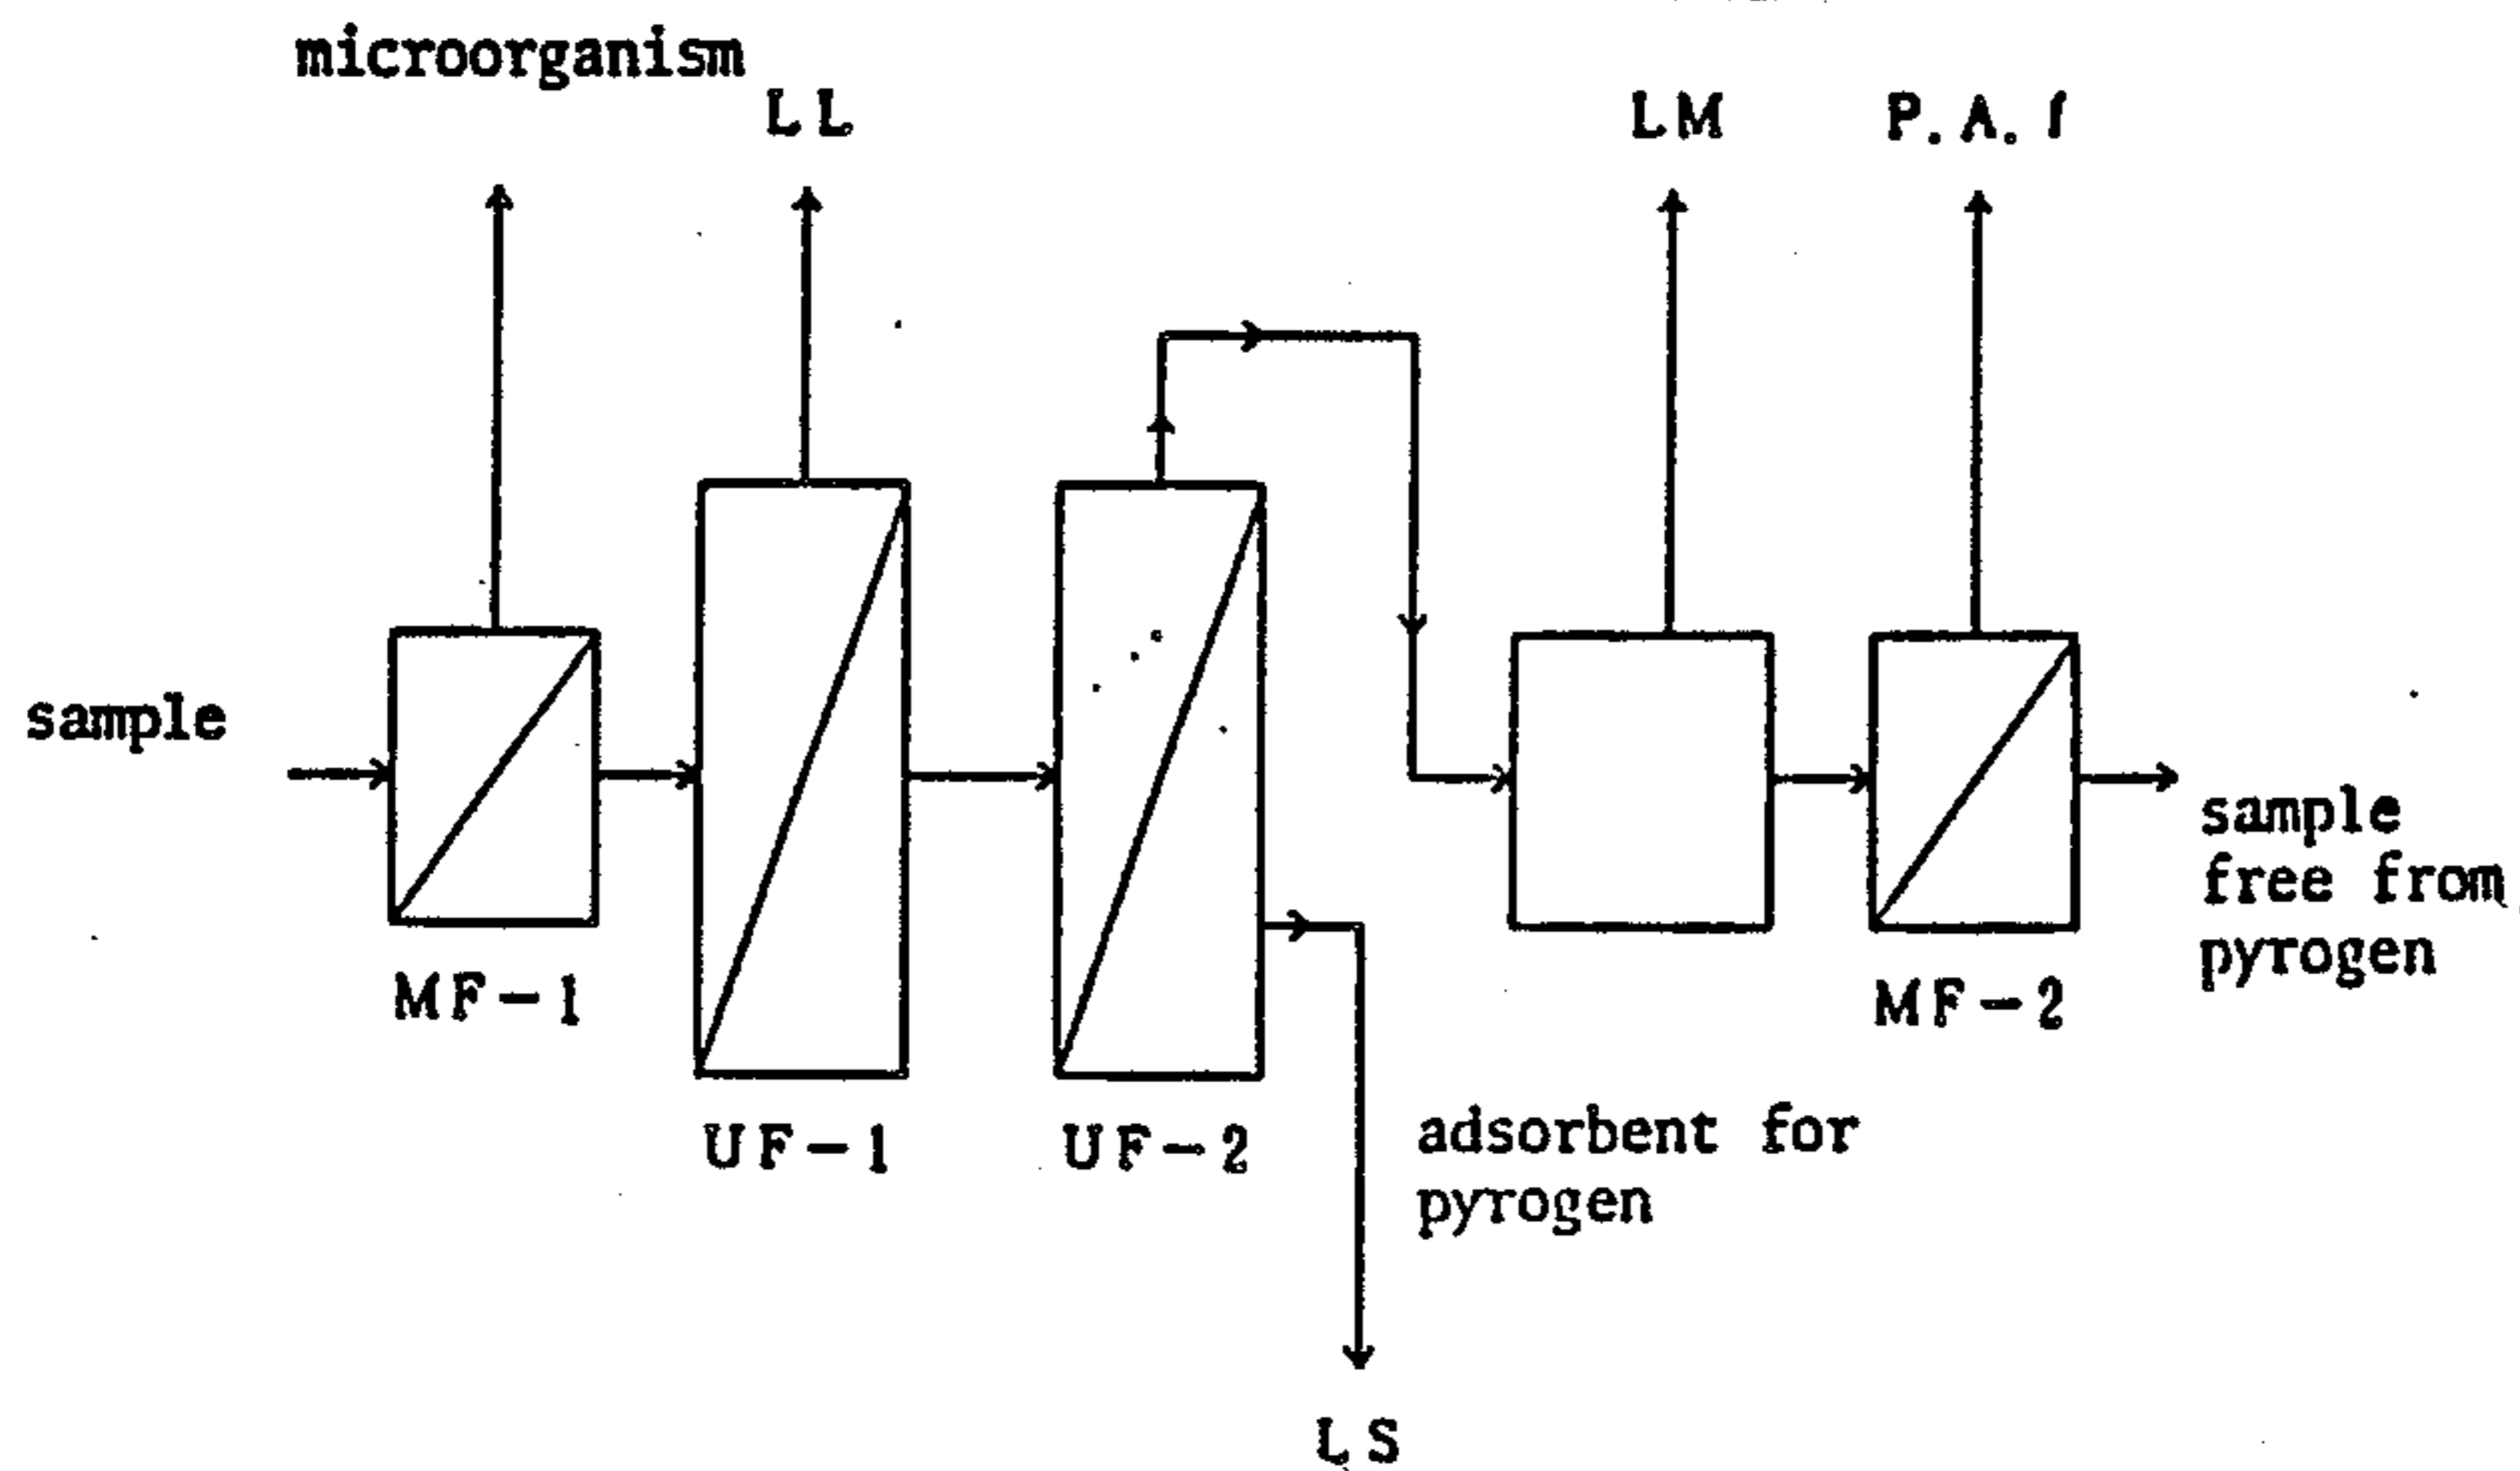 microorganism
LL
LM
P.A.
sample
sample
free from
pyrogen
MF-1
MF-2
UF-1
UF-2
adsorbent for
pyrogen
LS